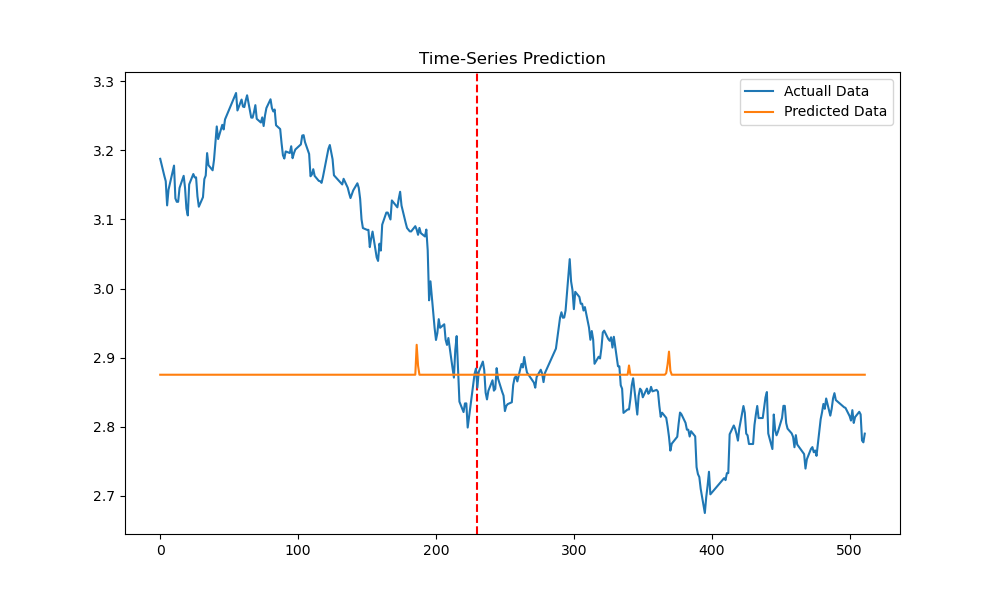 Time-Series Prediction
Actuall Data
Predicted Data
3.3
3.2
3.1
3.0
2.9
2.8
2.7
0 100 200 300 400 500